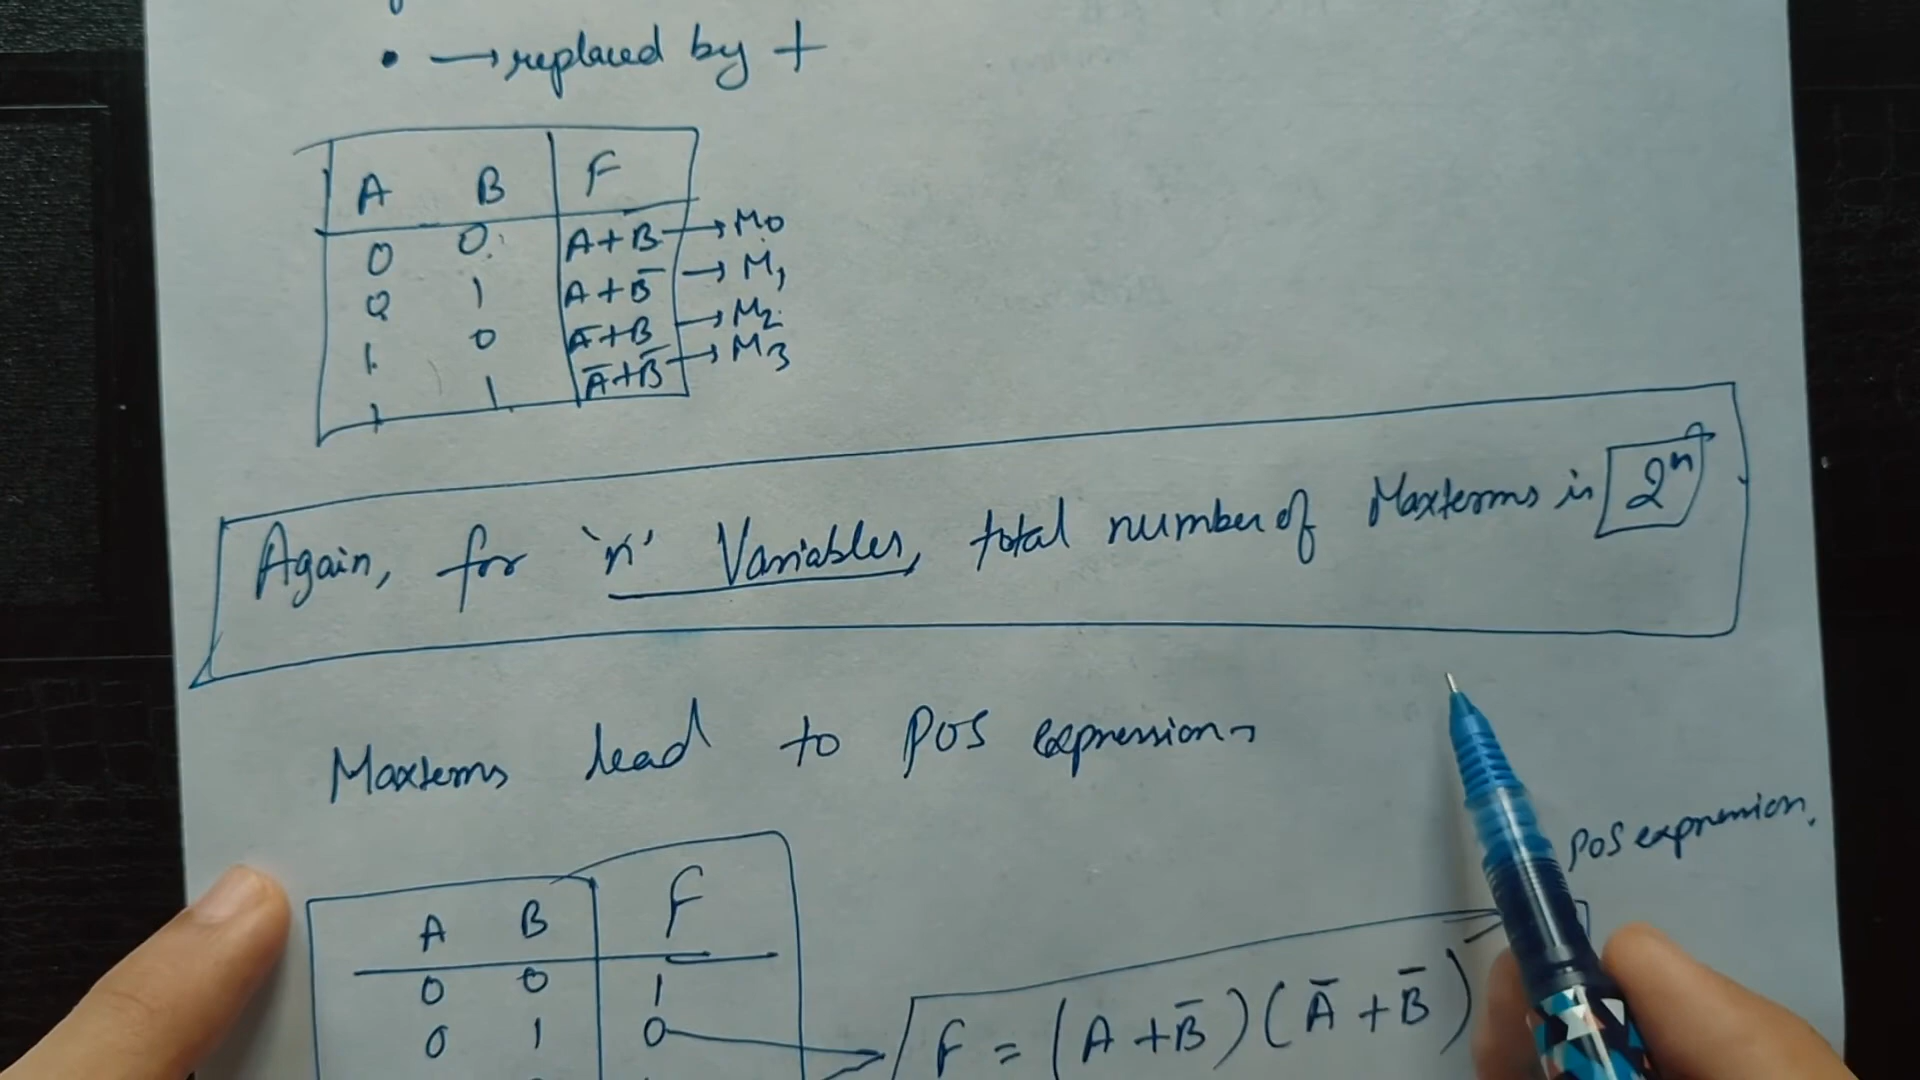 • → replaced by +
A B F
0 0 A+B → M0
0 1 A+B̅ → M1
1 0 A̅+B → M2
1 1 A̅+B̅ → M3
Again, for 'n' Variables, total number of Maxterms is 2ⁿ
Maxterms lead to POS expressions
POS expression.
A B F
0 0 1
0 1 0
F = (A+B̅)(A̅+B̅)